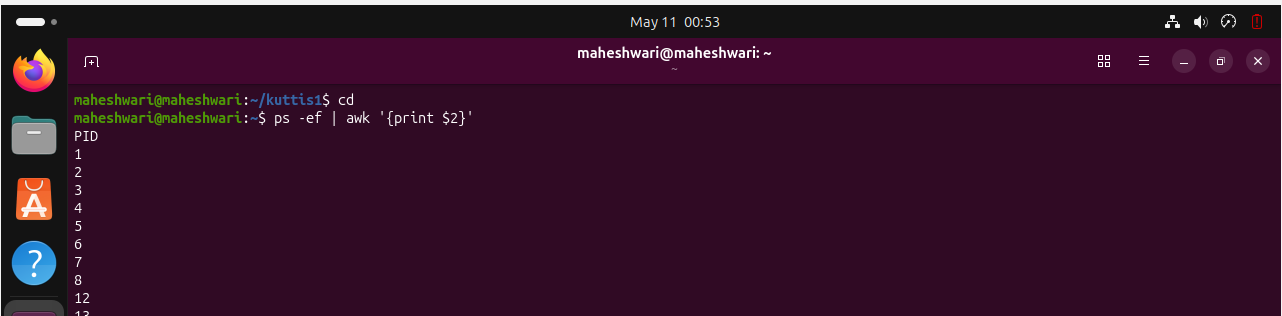 May 11 00:53
maheshwari@maheshwari: ~
~
maheshwari@maheshwari:~/kuttis1$ cd
maheshwari@maheshwari:~$ ps -ef | awk '{print $2}'
PID
1
2
3
4
5
6
7
8
12
13